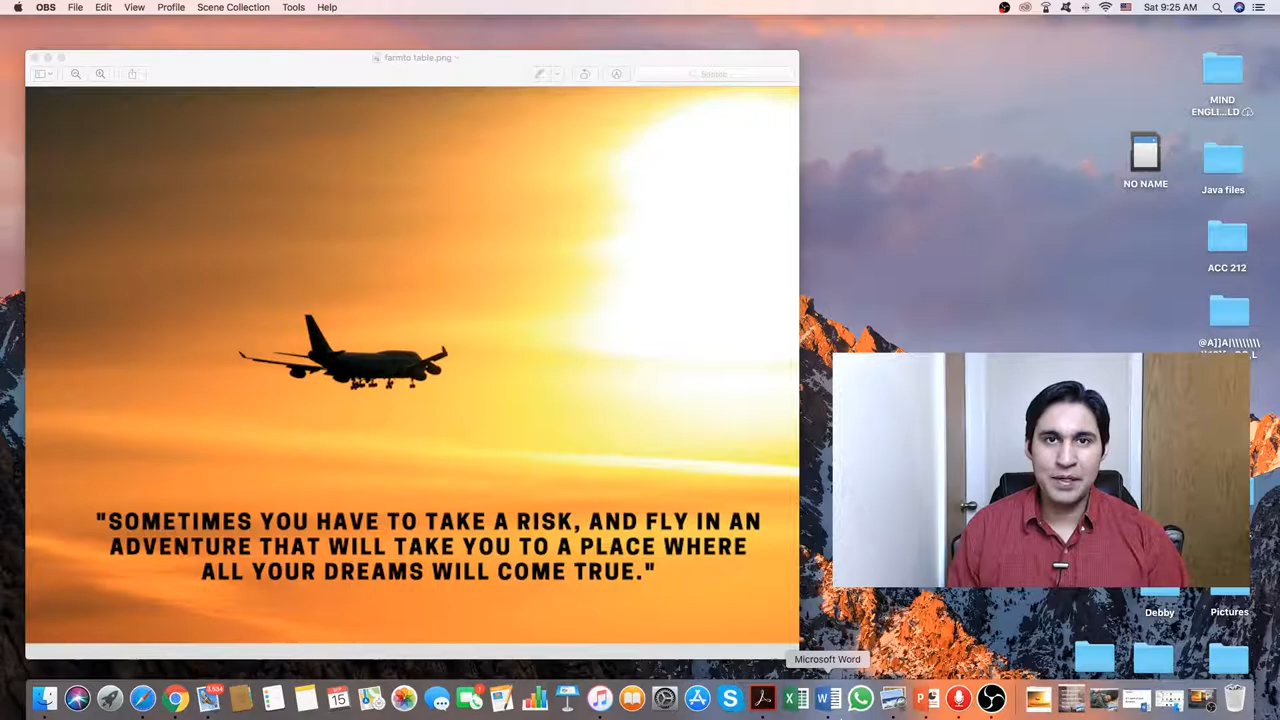 OBS File Edit View Profile Scene Collection Tools Help
Sat 9:25 AM
farmto table.png
Search
MIND
ENGLI...LD
NO NAME
Java files
ACC 212
"SOMETIMES YOU HAVE TO TAKE A RISK, AND FLY IN AN
ADVENTURE THAT WILL TAKE YOU TO A PLACE WHERE
ALL YOUR DREAMS WILL COME TRUE."
Debby
Pictures
Microsoft Word